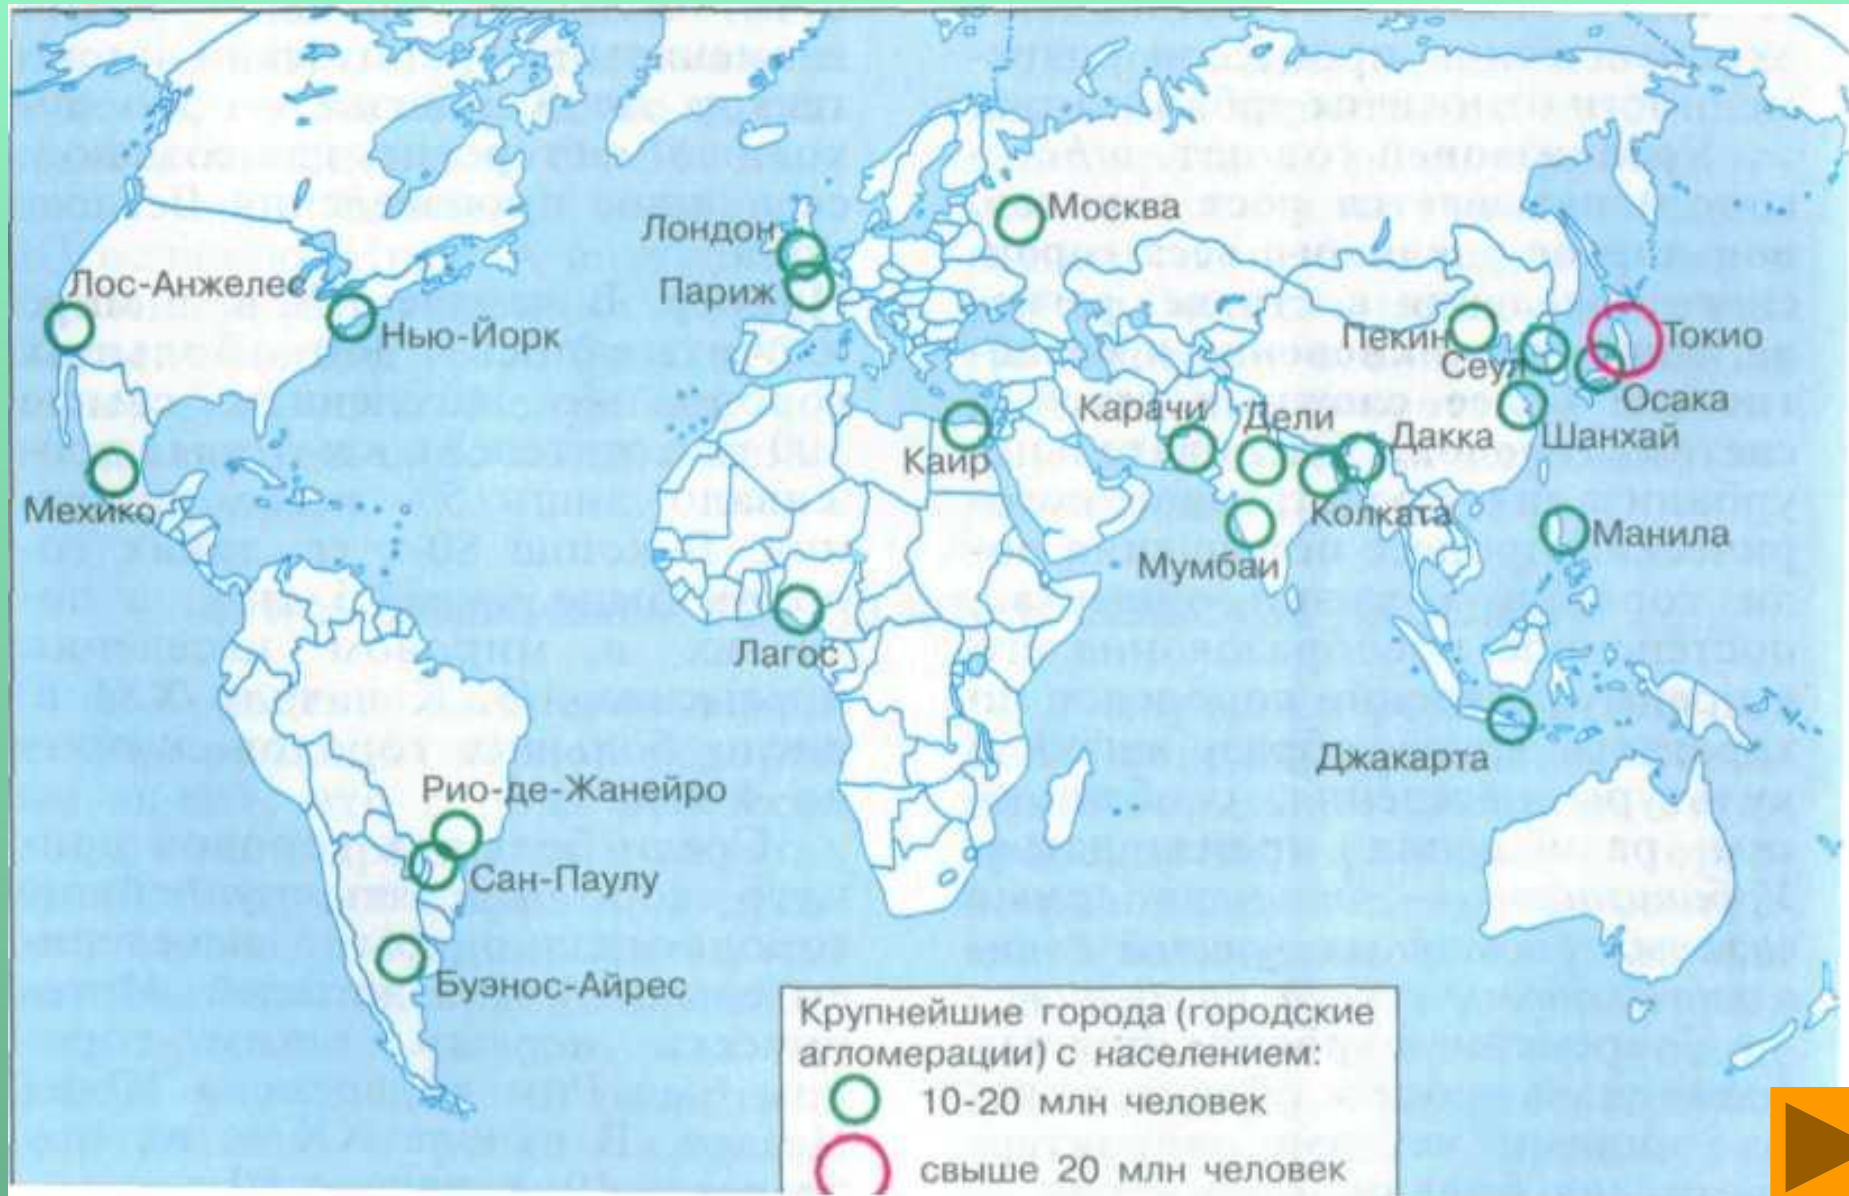 Москва
Лондон
Париж
Лос-Анжелес
Нью-Йорк
Пекин
Токио
Сеул
Осака
Карачи
Дели
Дакка
Шанхай
Каир
Мехико
Колката
Манила
Мумбаи
Лагос
Джакарта
Рио-де-Жанейро
Сан-Паулу
Буэнос-Айрес
Крупнейшие города (городские
агломерации) с населением:
10-20 млн человек
свыше 20 млн человек